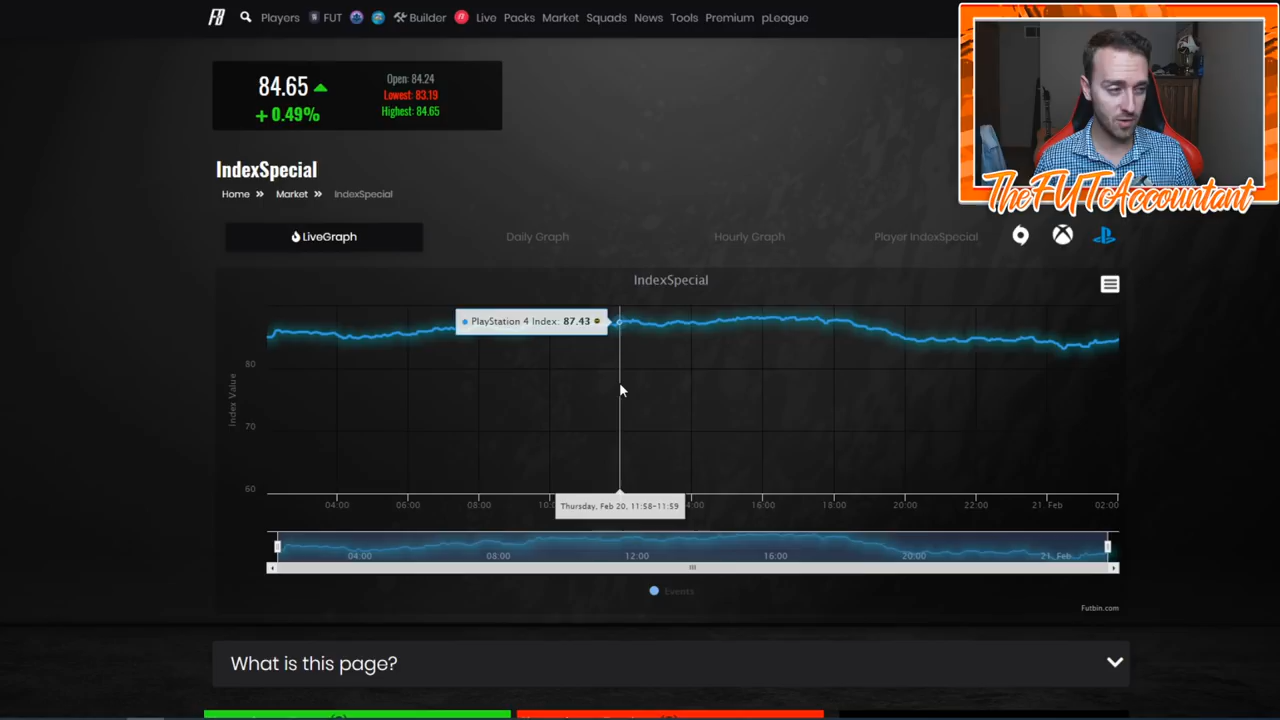 Players FUT Builder Live Packs Market Squads News Tools Premium pLeague
84.65
+0.49%
Open: 84.24
Lowest: 83.19
Highest: 84.65
TheFUTAccountant
IndexSpecial
Home » Market » IndexSpecial
LiveGraph
Daily Graph
Hourly Graph
Player IndexSpecial
IndexSpecial
PlayStation 4 Index: 87.43
Index Value
80
70
60
04:00 06:00 08:00 16:00 18:00 20:00 22:00 21. Feb 02:00
Thursday, Feb 20, 11:58-11:59
04:00 08:00 12:00 16:00 20:00 21. Feb
Events
Futbin.com
What is this page?